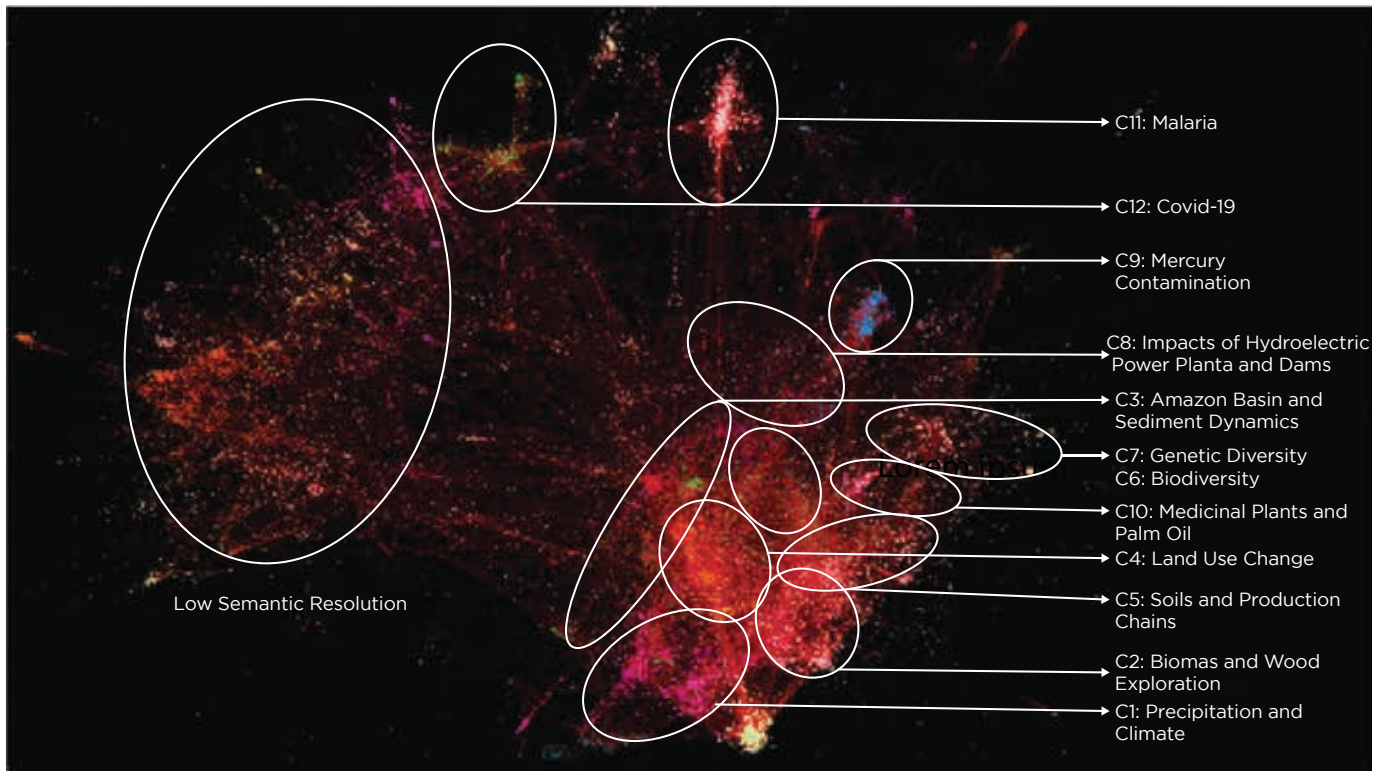 C11: Malaria
C12: Covid-19
C9: Mercury
Contamination
C8: Impacts of Hydroelectric
Power Planta and Dams
C3: Amazon Basin and
Sediment Dynamics
C7: Genetic Diversity
C6: Biodiversity
C10: Medicinal Plants and
Palm Oil
C4: Land Use Change
Low Semantic Resolution
C5: Soils and Production
Chains
C2: Biomas and Wood
Exploration
C1: Precipitation and
Climate